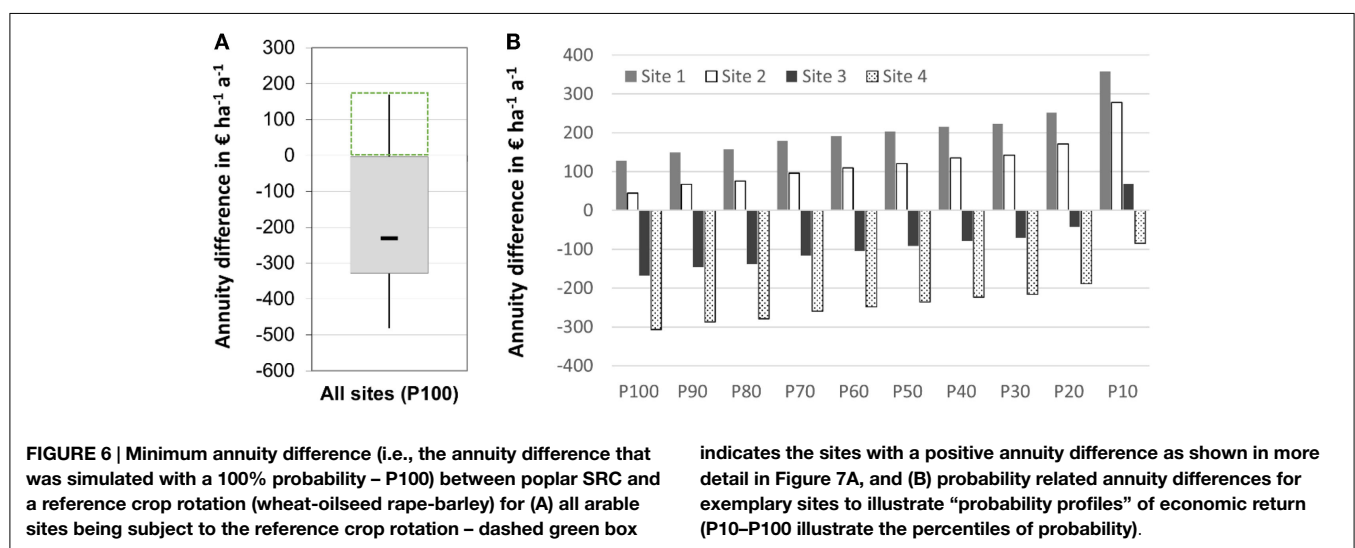 A
Annuity difference in € ha⁻¹ a⁻¹
300
200
100
0
-100
-200
-300
-400
-500
-600
All sites (P100)
B
Annuity difference in € ha⁻¹ a⁻¹
400
300
200
100
0
-100
-200
-300
-400
Site 1 Site 2 Site 3 Site 4
P100 P90 P80 P70 P60 P50 P40 P30 P20 P10
FIGURE 6 | Minimum annuity difference (i.e., the annuity difference that
was simulated with a 100% probability – P100) between poplar SRC and
a reference crop rotation (wheat-oilseed rape-barley) for (A) all arable
sites being subject to the reference crop rotation – dashed green box
indicates the sites with a positive annuity difference as shown in more
detail in Figure 7A, and (B) probability related annuity differences for
exemplary sites to illustrate “probability profiles” of economic return
(P10–P100 illustrate the percentiles of probability).